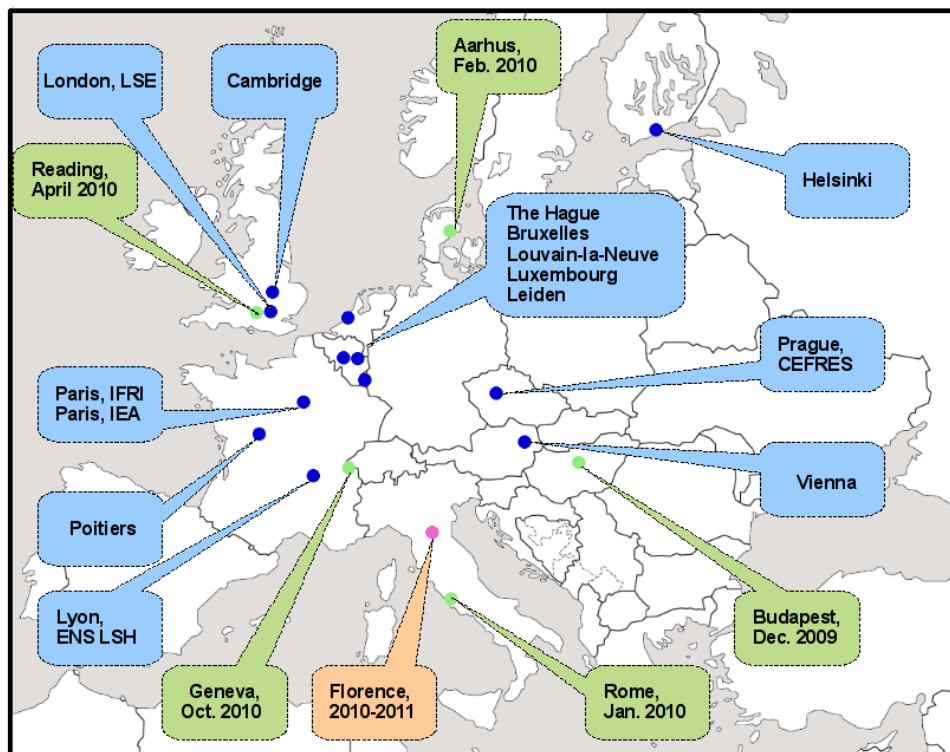 London, LSE
Cambridge
Aarhus,
Feb. 2010
Reading,
April 2010
Helsinki
The Hague
Bruxelles
Louvain-la-Neuve
Luxembourg
Leiden
Prague,
CEFRES
Paris, IFRI
Paris, IEA
Vienna
Poitiers
Lyon,
ENS LSH
Budapest,
Dec. 2009
Geneva,
Oct. 2010
Florence,
2010-2011
Rome,
Jan. 2010